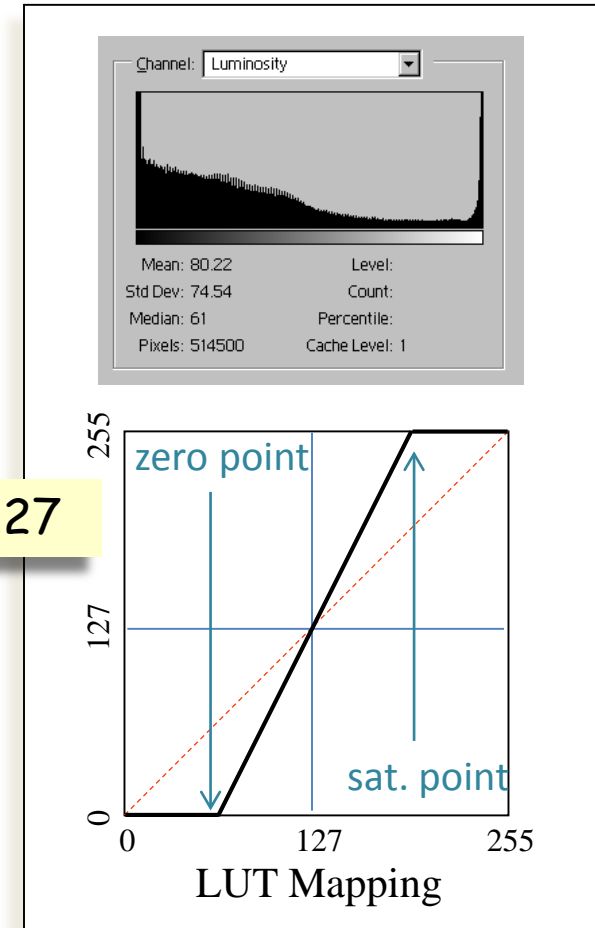 Channel: Luminosity
Mean: 80.22 Level:
Std Dev: 74.54 Count:
Median: 61 Percentile:
Pixels: 514500 Cache Level: 1
255
zero point
27
127
sat. point
0
0 127 255
LUT Mapping